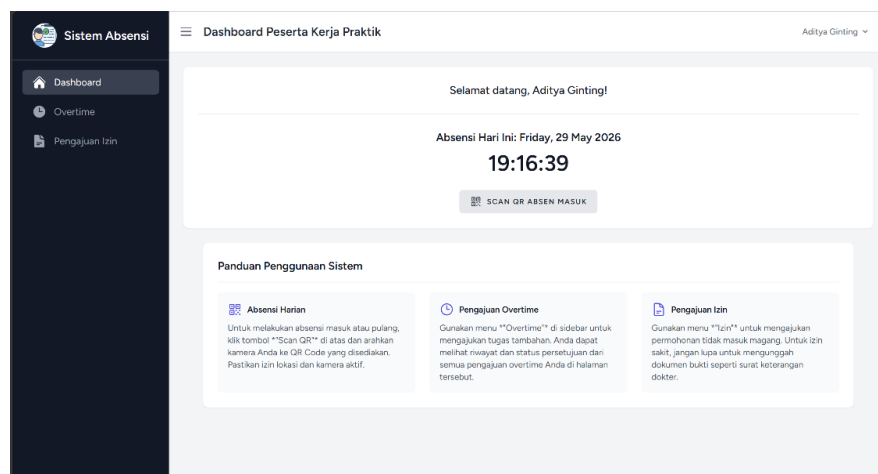 Sistem Absensi
Dashboard Peserta Kerja Praktik
Aditya Ginting
Dashboard
Overtime
Pengajuan Izin
Selamat datang, Aditya Ginting!
Absensi Hari Ini: Friday, 29 May 2026
19:16:39
SCAN QR ABSEN MASUK
Panduan Penggunaan Sistem
Absensi Harian
Untuk melakukan absensi masuk atau pulang,
klik tombol **Scan QR** di atas dan arahkan
kamera Anda ke QR Code yang disediakan.
Pastikan izin lokasi dan kamera aktif.
Pengajuan Overtime
Gunakan menu *"Overtime"* di sidebar untuk
mengajukan tugas tambahan. Anda dapat
melihat riwayat dan status persetujuan dari
semua pengajuan overtime Anda di halaman
tersebut.
Pengajuan Izin
Gunakan menu *"Izin"* untuk mengajukan
permohonan tidak masuk magang. Untuk izin
sakit, jangan lupa untuk mengunggah
dokumen bukti seperti surat keterangan
dokter.